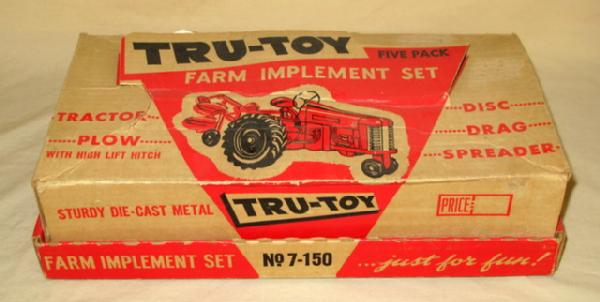 TRU-TOY
FIVE PACK
FARM IMPLEMENT SET
TRACTOR
PLOW
WITH HIGH LIFT HITCH
DISC
DRAG
SPREADER
STURDY DIE-CAST METAL
TRU-TOY
PRICE
FARM IMPLEMENT SET
Nº 7-150
...just for fun!